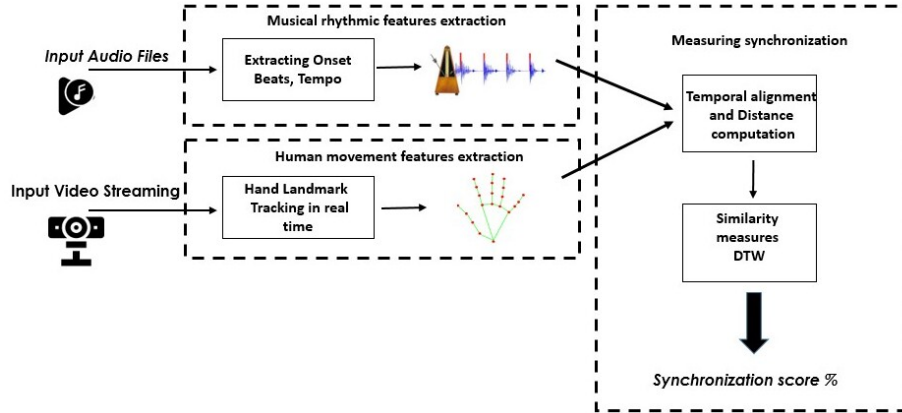 Musical rhythmic features extraction
Input Audio Files
Extracting Onset
Beats, Tempo
Human movement features extraction
Input Video Streaming
Hand Landmark
Tracking in real
time
Measuring synchronization
Temporal alignment
and Distance
computation
Similarity
measures
DTW
Synchronization score %